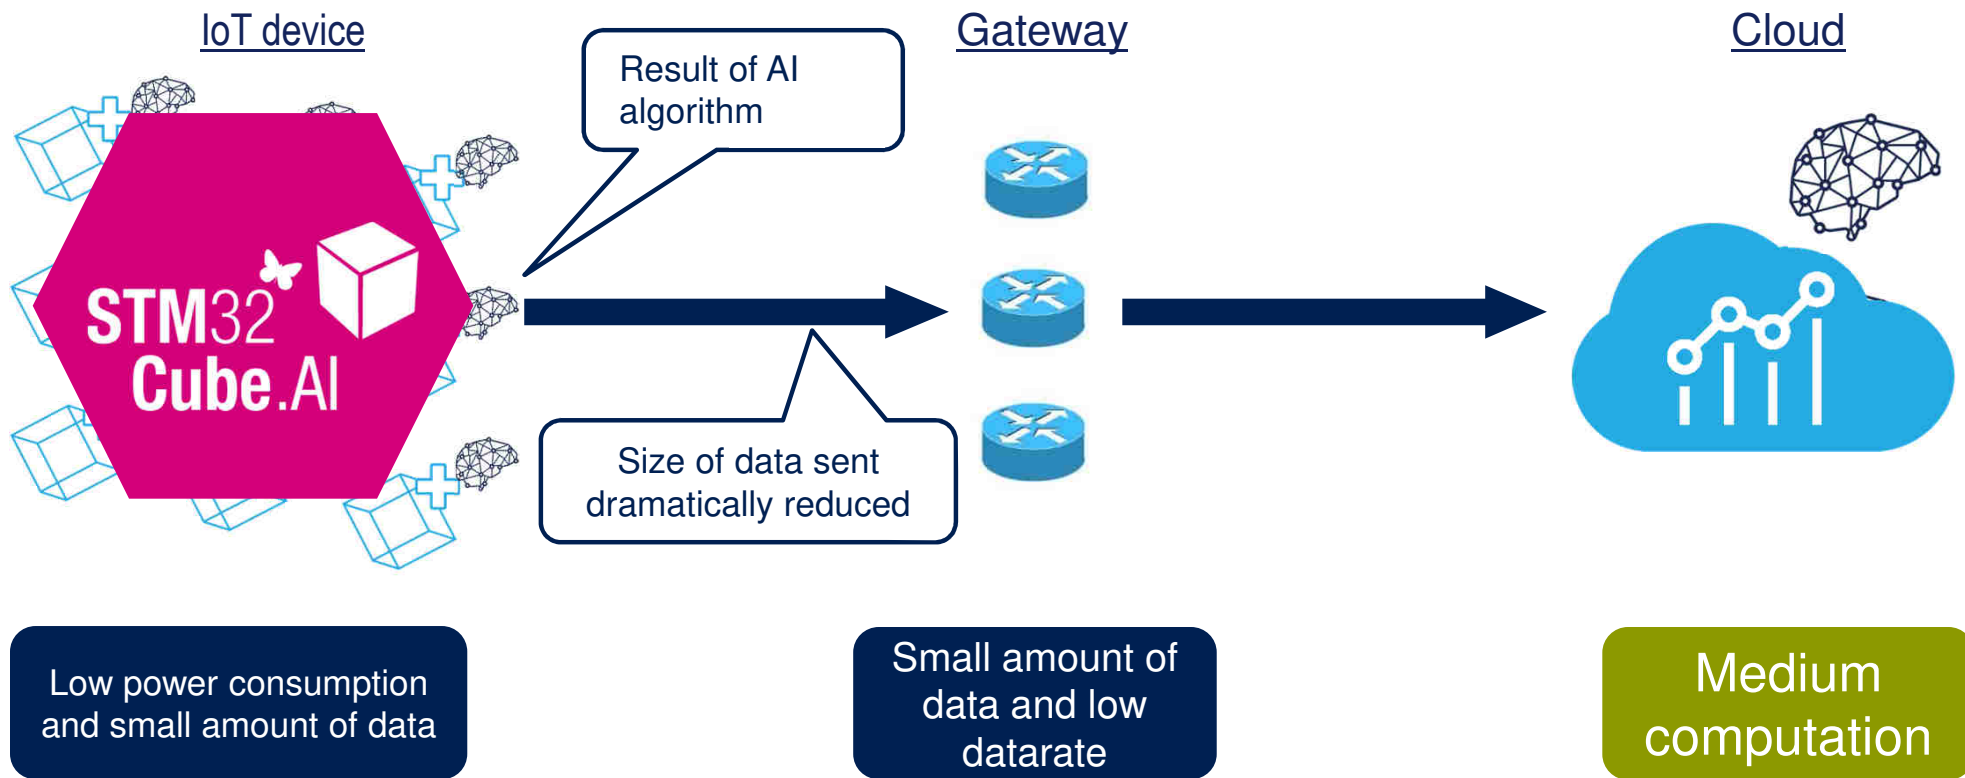 IoT device
Gateway
Cloud
Result of AI
algorithm
STM32
Cube.AI
Size of data sent
dramatically reduced
Low power consumption
and small amount of data
Small amount of
data and low
datarate
Medium
computation